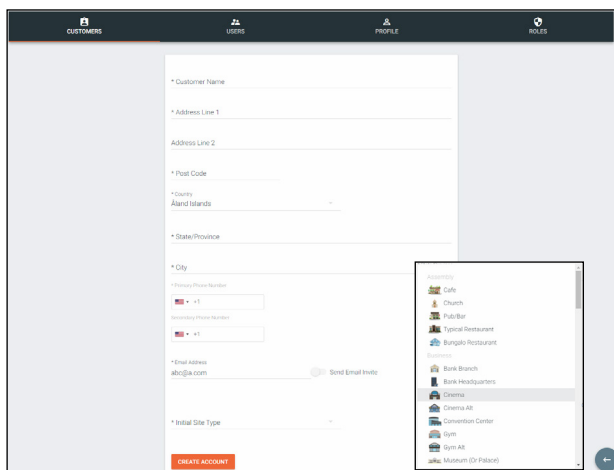 CUSTOMERS
USERS
PROFILE
ROLES
* Customer Name
* Address Line 1
Address Line 2
* Post Code
* Country
Åland Islands
* State/Province
* City
* Primary Phone Number
+1
Secondary Phone Number
+1
* Email Address
abc@a.com
Send Email Invite
* Initial Site Type
CREATE ACCOUNT
Assembly
Cafe
Church
Pub/Bar
Typical Restaurant
Bungalo Restaurant
Business
Bank Branch
Bank Headquarters
Cinema
Cinema Alt
Convention Center
Gym
Gym Alt
Museum (Or Palace)